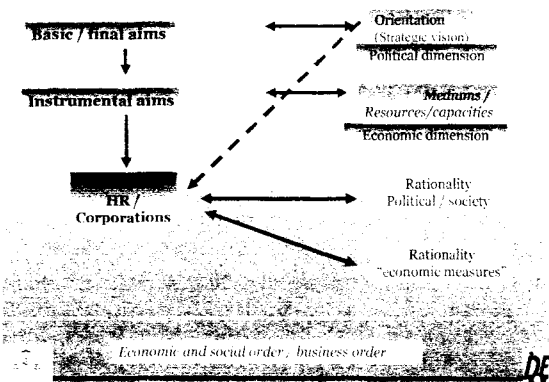 Basic / final aims
Orientation
(Strategic vision)
Political dimension
Instrumental aims
Mediums /
Resources/capacities
Economic dimension
HR /
Corporations
Rationality
Political / society
Rationality
"economic measures"
Economic and social order, business order
DE